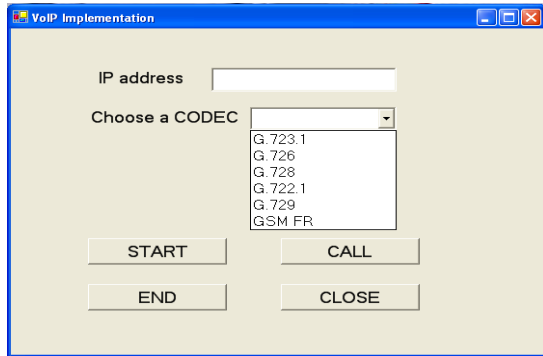 VoIP Implementation
IP address
Choose a CODEC
G.723.1
G.726
G.728
G.722.1
G.729
GSM FR
START CALL
END CLOSE